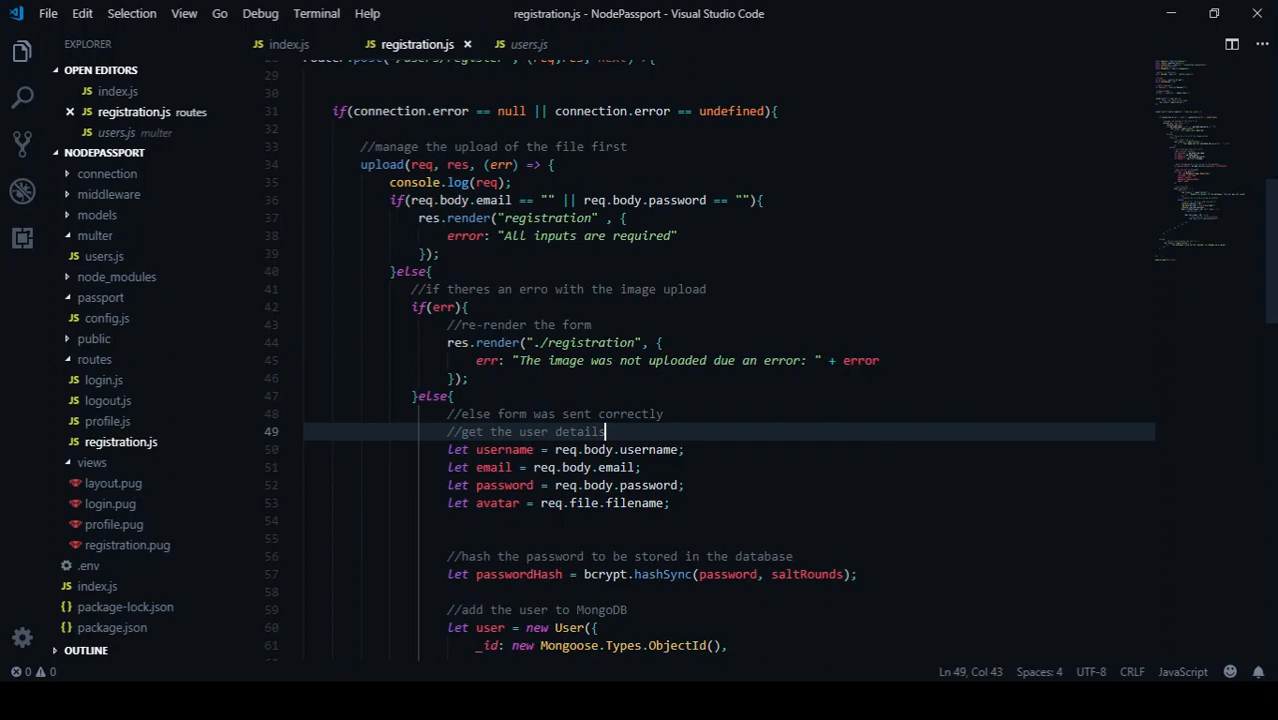 File Edit Selection View Go Debug Terminal Help registration.js - NodePassport - Visual Studio Code
EXPLORER
OPEN EDITORS
index.js
registration.js routes
users.js multer
NODEPASSPORT
connection
middleware
models
multer
users.js
node_modules
passport
config.js
public
routes
login.js
logout.js
profile.js
registration.js
views
layout.pug
login.pug
profile.pug
registration.pug
.env
index.js
package-lock.json
package.json
OUTLINE
index.js registration.js users.js
29
30
31 if(connection.error == null || connection.error == undefined){
32
33 //manage the upload of the file first
34 upload(req, res, (err) => {
35 console.log(req);
36 if(req.body.email == "" || req.body.password == ""){
37 res.render("registration" , {
38 error: "All inputs are required"
39 });
40 }else{
41 //if theres an erro with the image upload
42 if(err){
43 //re-render the form
44 res.render("./registration", {
45 err: "The image was not uploaded due an error: " + error
46 });
47 }else{
48 //else form was sent correctly
49 //get the user details
50 let username = req.body.username;
51 let email = req.body.email;
52 let password = req.body.password;
53 let avatar = req.file.filename;
54
55
56 //hash the password to be stored in the database
57 let passwordHash = bcrypt.hashSync(password, saltRounds);
58
59 //add the user to MongoDB
60 let user = new User({
61 _id: new Mongoose.Types.ObjectId(),
0 0 Ln 49, Col 43 Spaces: 4 UTF-8 CRLF JavaScript